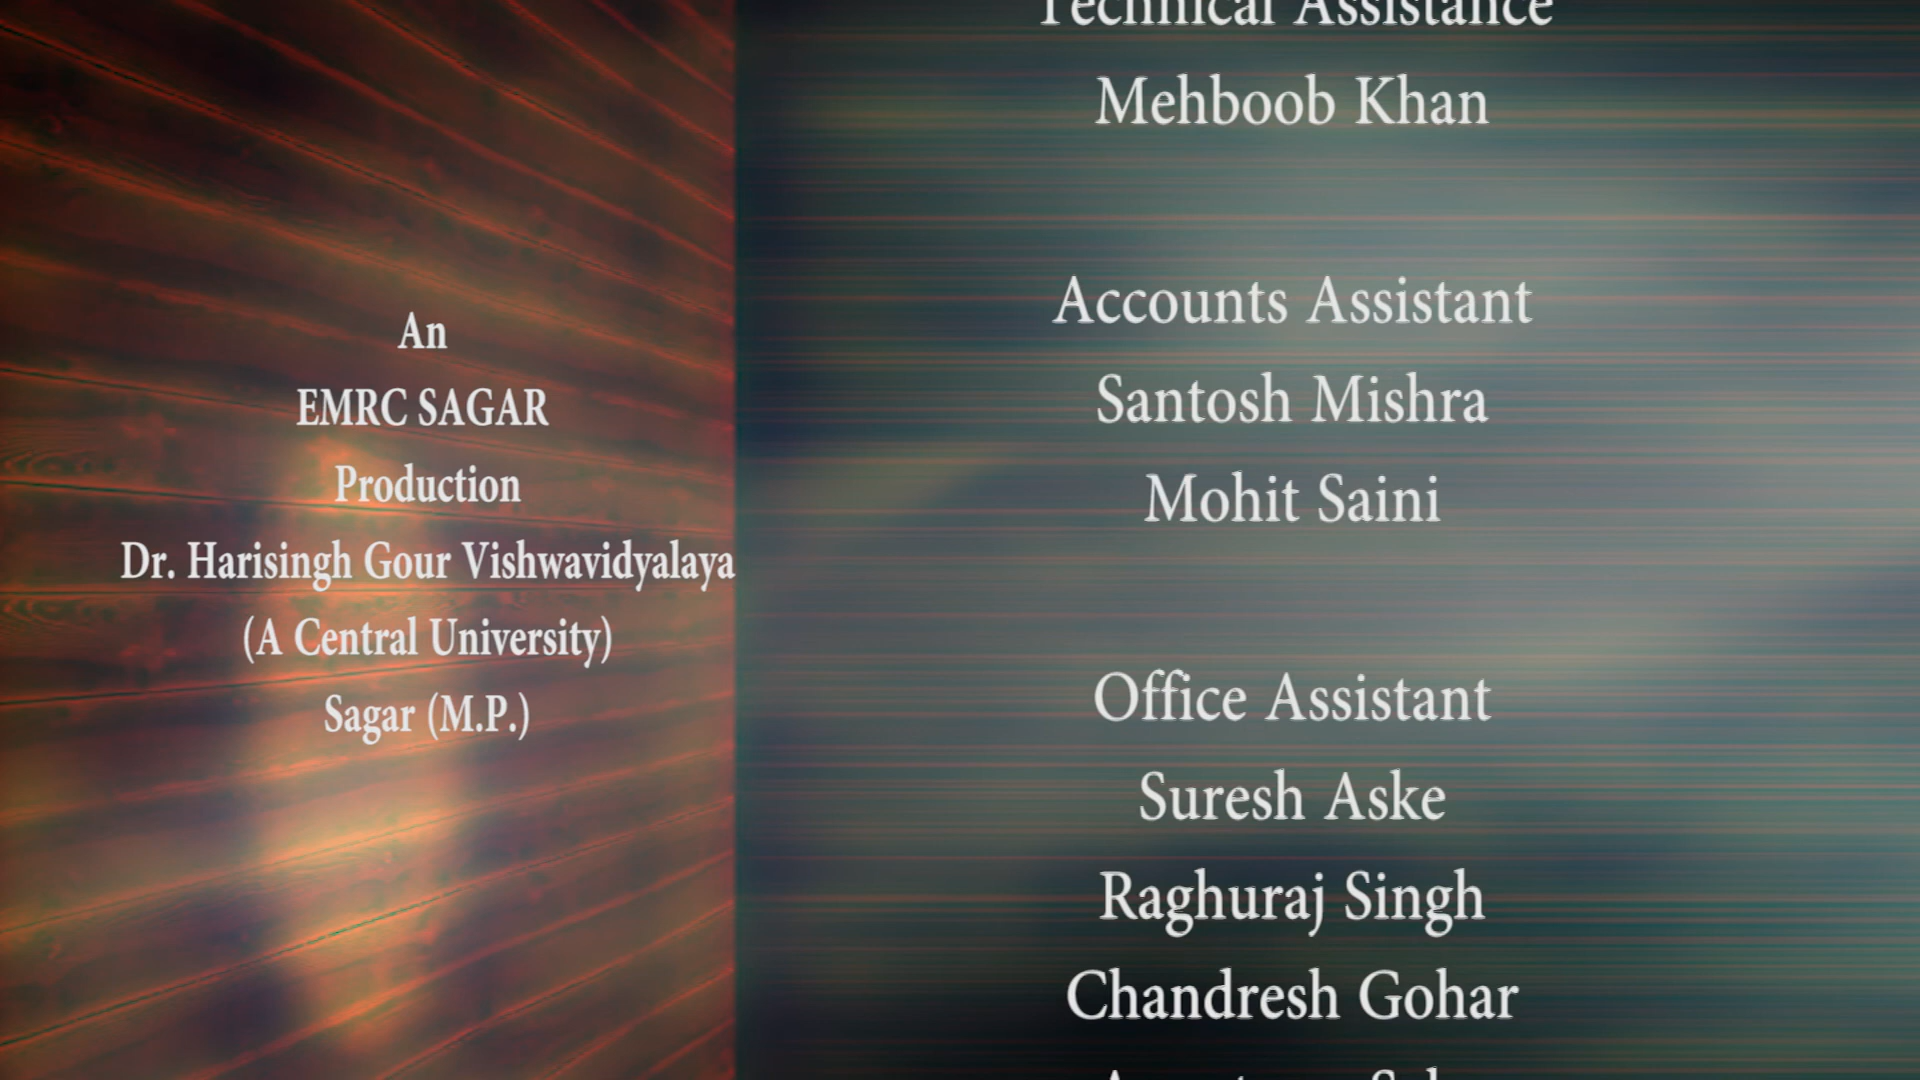 An
EMRC SAGAR
Production
Dr. Harisingh Gour Vishwavidyalaya
(A Central University)
Sagar (M.P.)
Technical Assistance
Mehboob Khan
Accounts Assistant
Santosh Mishra
Mohit Saini
Office Assistant
Suresh Aske
Raghuraj Singh
Chandresh Gohar